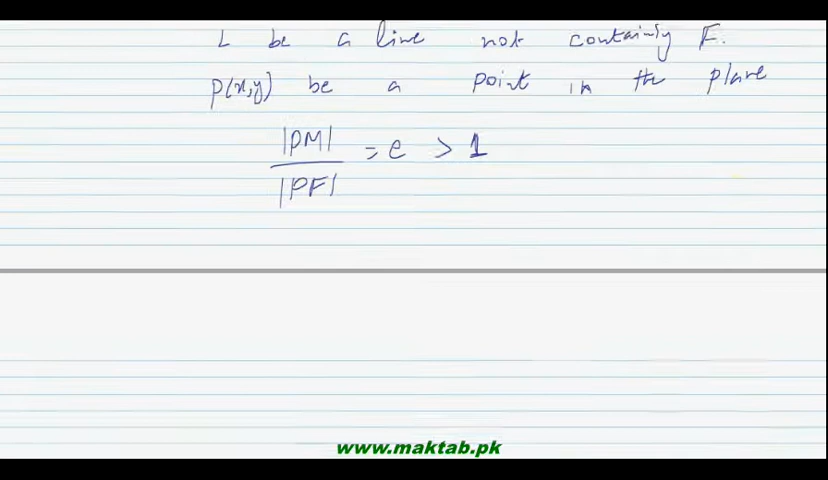 L be a line not containing F.
P(x,y) be a point in the plane
|PM|
= e > 1
|PF|
www.maktab.pk